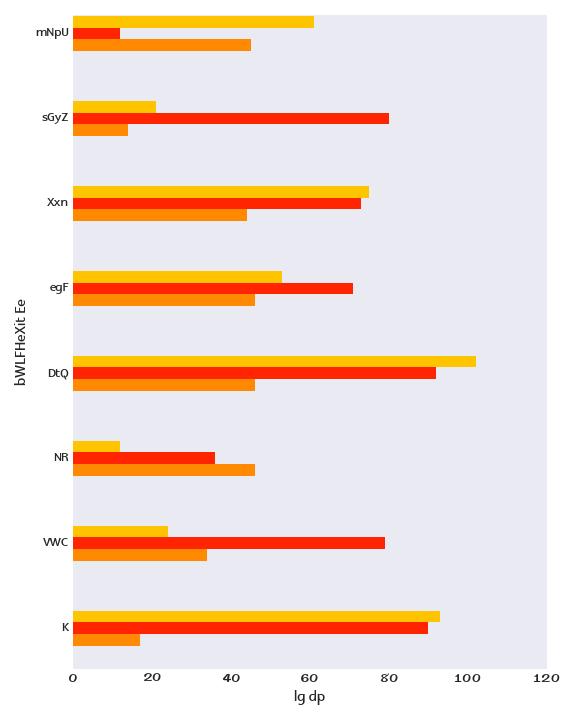 mNpU
sGyZ
Xxn
egF
DtQ
NR
VWC
K
bWLFHeXit Ee
0 20 40 60 80 100 120
lg dp